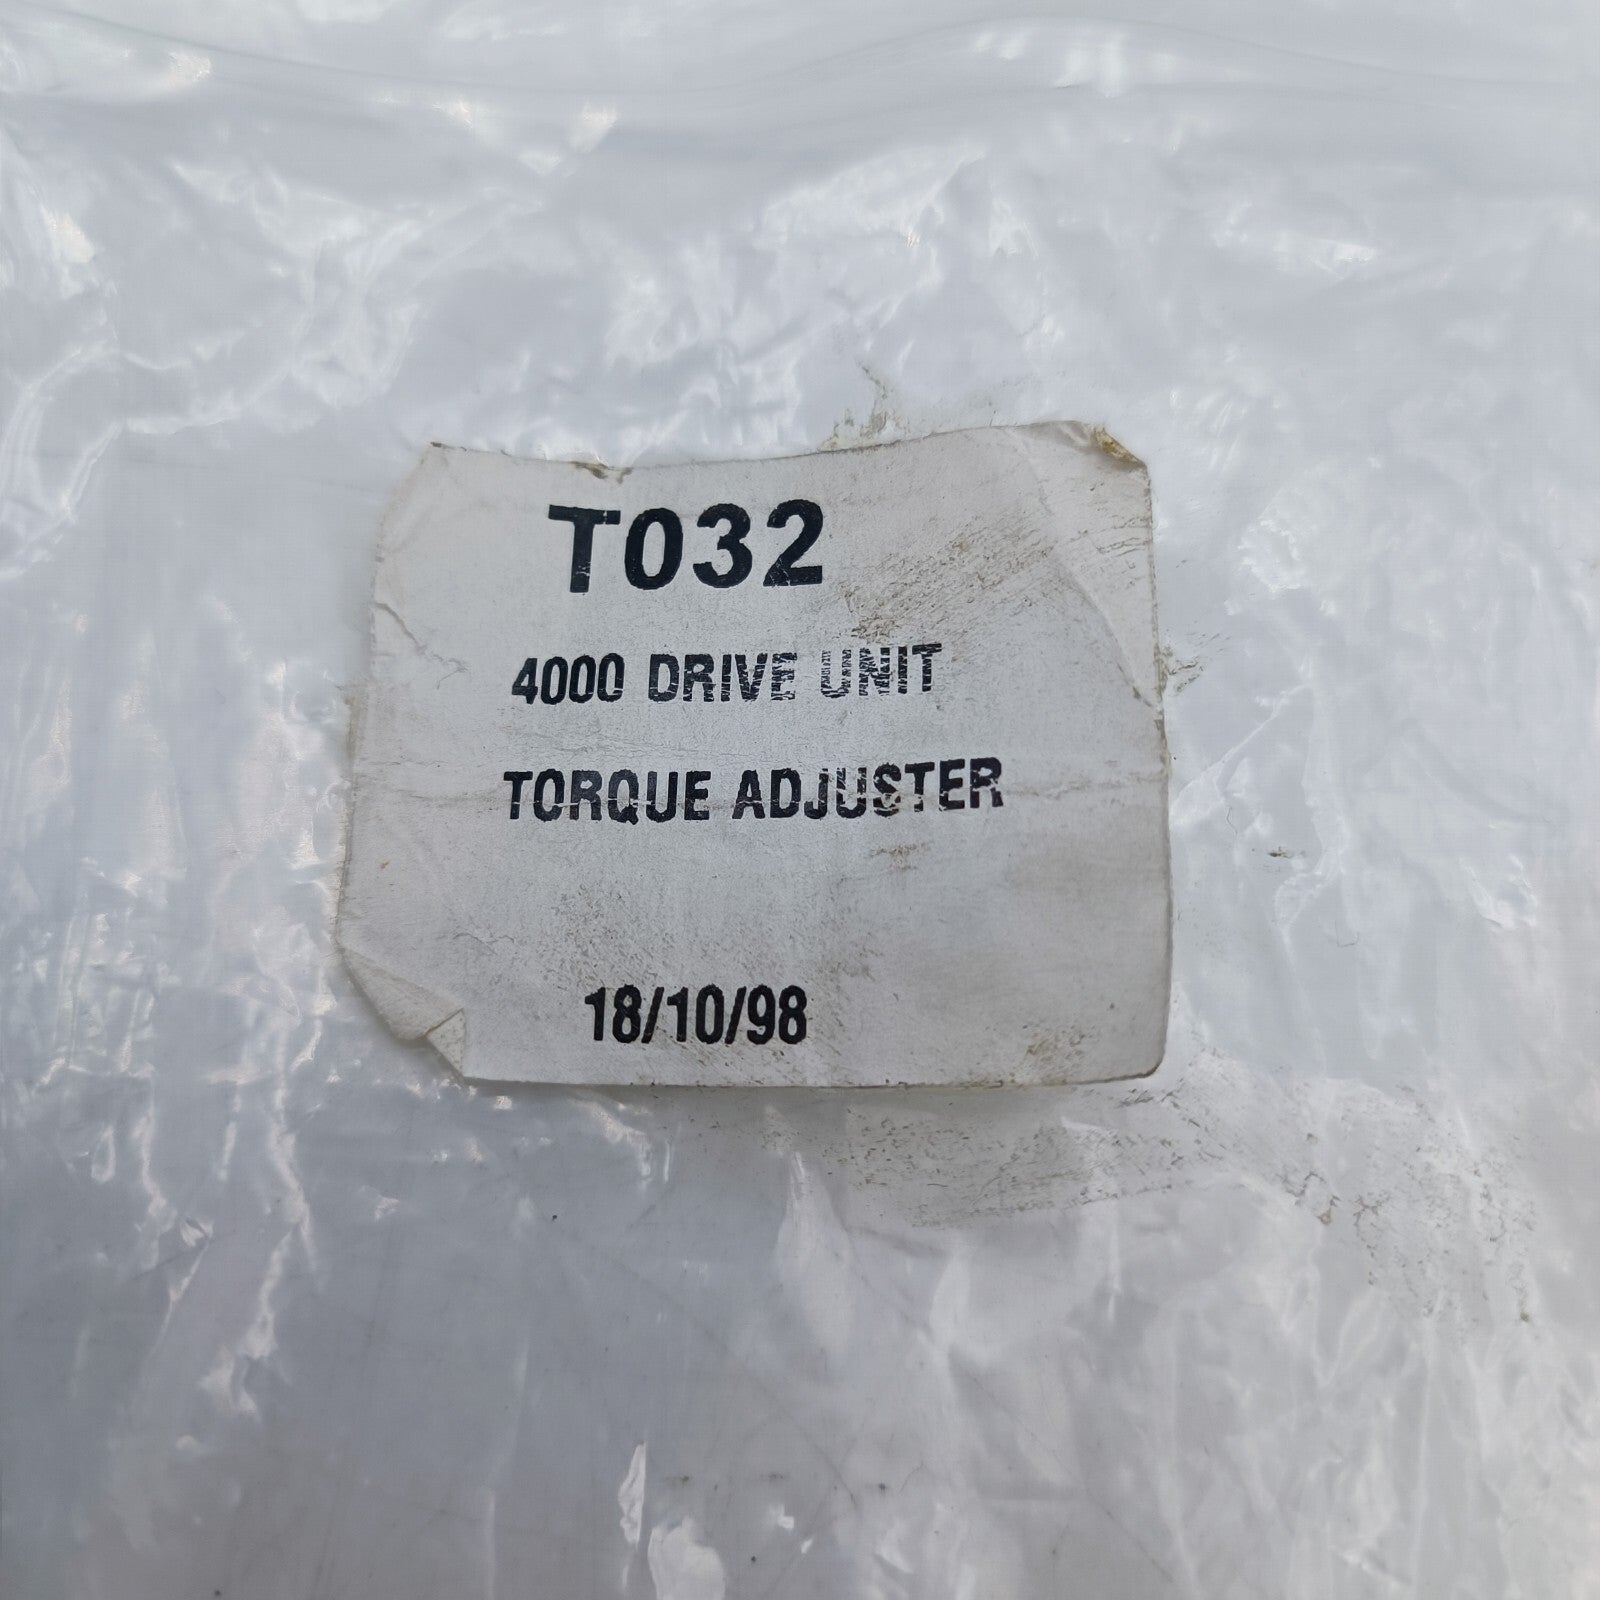 T032
4000 DRIVE UNIT
TORQUE ADJUSTER
18/10/98